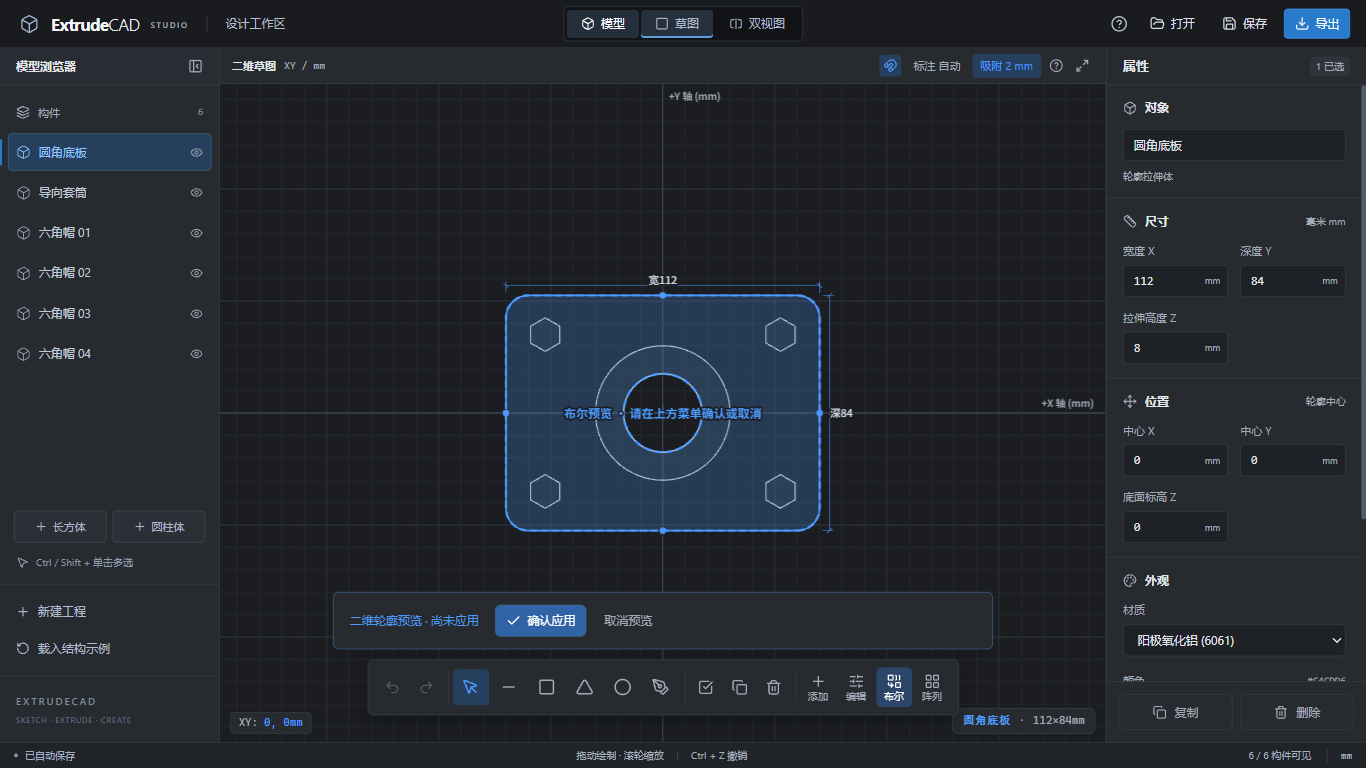 ExtrudeCAD STUDIO 设计工作区 模型 草图 双视图 打开 保存 导出
模型浏览器
构件 6
圆角底板
导向套筒
六角帽 01
六角帽 02
六角帽 03
六角帽 04
+ 长方体 + 圆柱体
Ctrl / Shift + 单击多选
+ 新建工程
载入结构示例
EXTRUDECAD
SKETCH · EXTRUDE · CREATE
二维草图 XY / mm 标注 自动 吸附 2 mm
+Y 轴 (mm)
宽112
+X 轴 (mm)
布尔预览 · 请在上方菜单确认或取消
深84
二维轮廓预览 · 尚未应用 确认应用 取消预览
添加 编辑 布尔 阵列
XY: 0, 0mm
圆角底板 · 112×84mm
属性 1 已选
对象
圆角底板
轮廓拉伸体
尺寸 毫米 mm
宽度 X 深度 Y
112 mm 84 mm
拉伸高度 Z
8 mm
位置 轮廓中心
中心 X 中心 Y
0 mm 0 mm
底面标高 Z
0 mm
外观
材质
阳极氧化铝 (6061)
复制 删除
已自动保存 拖动绘制 · 滚轮缩放 | Ctrl + Z 撤销 6 / 6 构件可见 mm